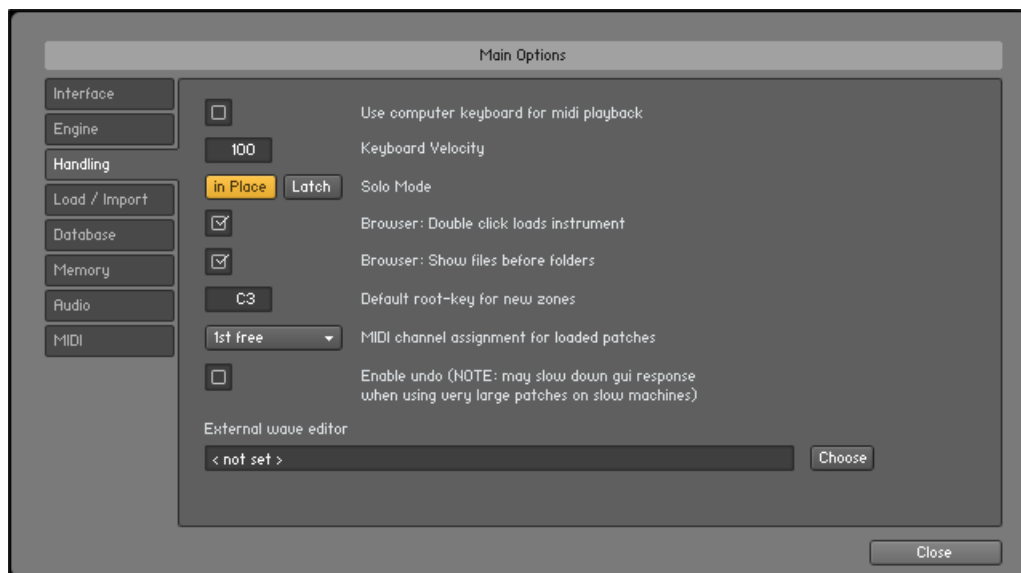 Main Options
Interface
Engine
Handling
Load / Import
Database
Memory
Audio
MIDI
Use computer keyboard for midi playback
100 Keyboard Velocity
in Place Latch Solo Mode
Browser: Double click loads instrument
Browser: Show files before folders
C3 Default root-key for new zones
1st free MIDI channel assignment for loaded patches
Enable undo (NOTE: may slow down gui response
when using very large patches on slow machines)
External wave editor
< not set > Choose
Close